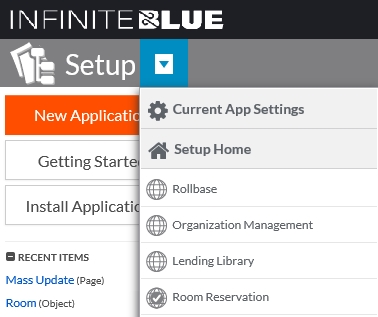 INFINITE BLUE
Setup
New Applicatio
Getting Starte
Install Applicatio
RECENT ITEMS
Mass Update (Page)
Room (Object)
Current App Settings
Setup Home
Rollbase
Organization Management
Lending Library
Room Reservation